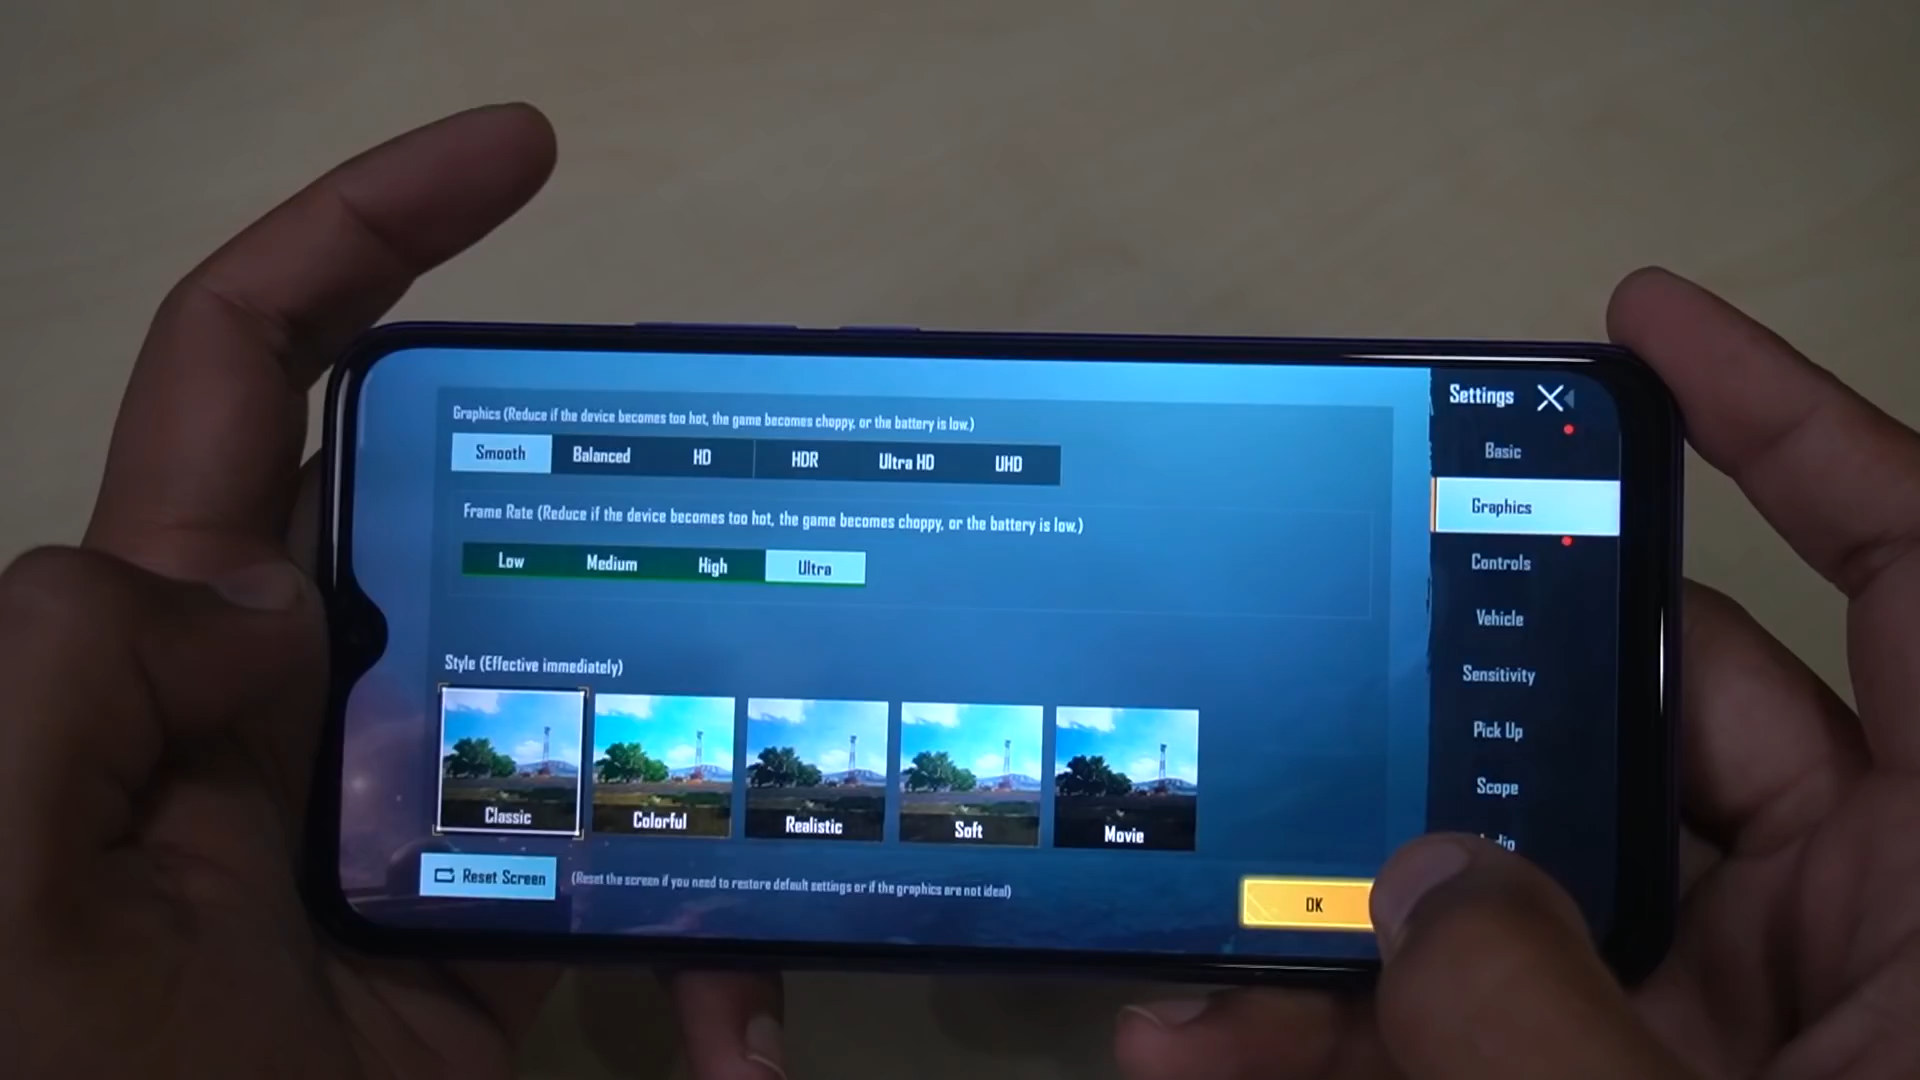 Graphics (Reduce if the device becomes too hot, the game becomes choppy, or the battery is low.)
Smooth Balanced HD HDR Ultra HD UHD
Frame Rate (Reduce if the device becomes too hot, the game becomes choppy, or the battery is low.)
Low Medium High Ultra
Style (Effective immediately)
Classic Colorful Realistic Soft Movie
Reset Screen (Reset the screen if you need to restore default settings or if the graphics are not ideal)
OK
Settings
Basic
Graphics
Controls
Vehicle
Sensitivity
Pick Up
Scope